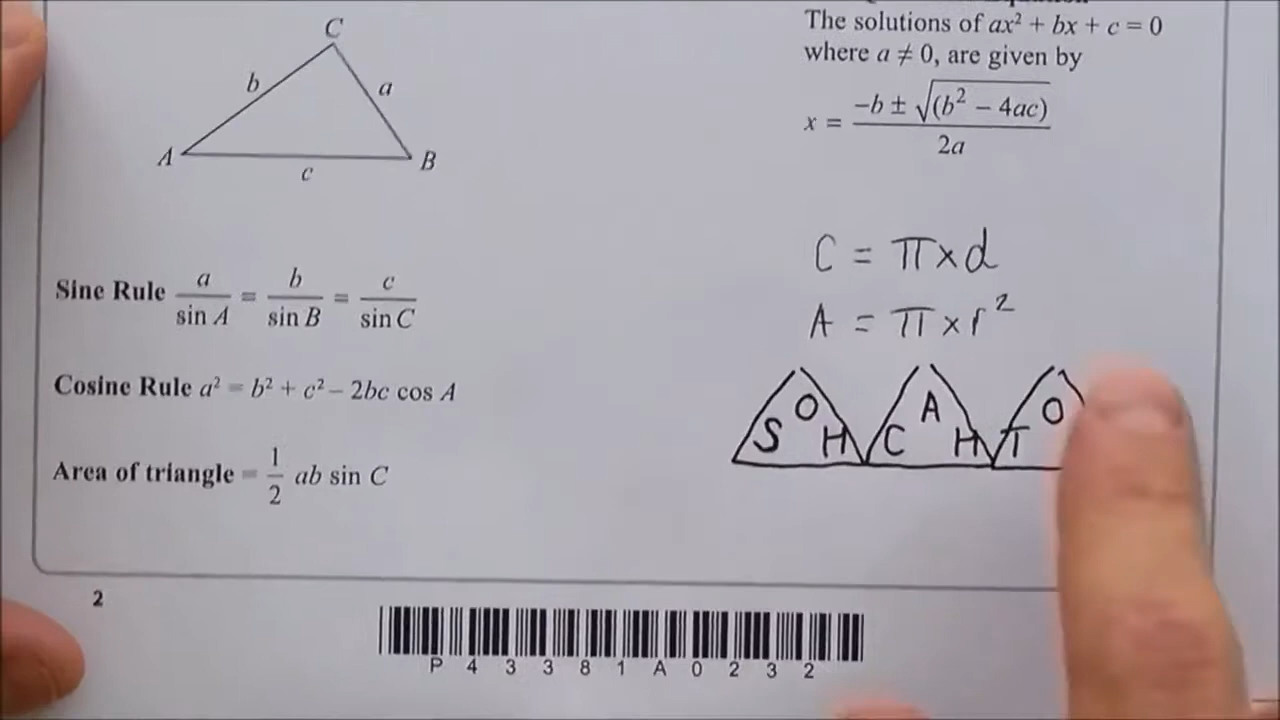 C
b
a
A
B
c
The solutions of ax² + bx + c = 0
where a ≠ 0, are given by
x = −b ± √(b² − 4ac) / 2a
C = π × d
A = π × r²
Sine Rule a / sin A = b / sin B = c / sin C
Cosine Rule a² = b² + c² − 2bc cos A
Area of triangle = 1/2 ab sin C
S O H C A H T O
2
P 4 3 3 8 1 A 0 2 3 2